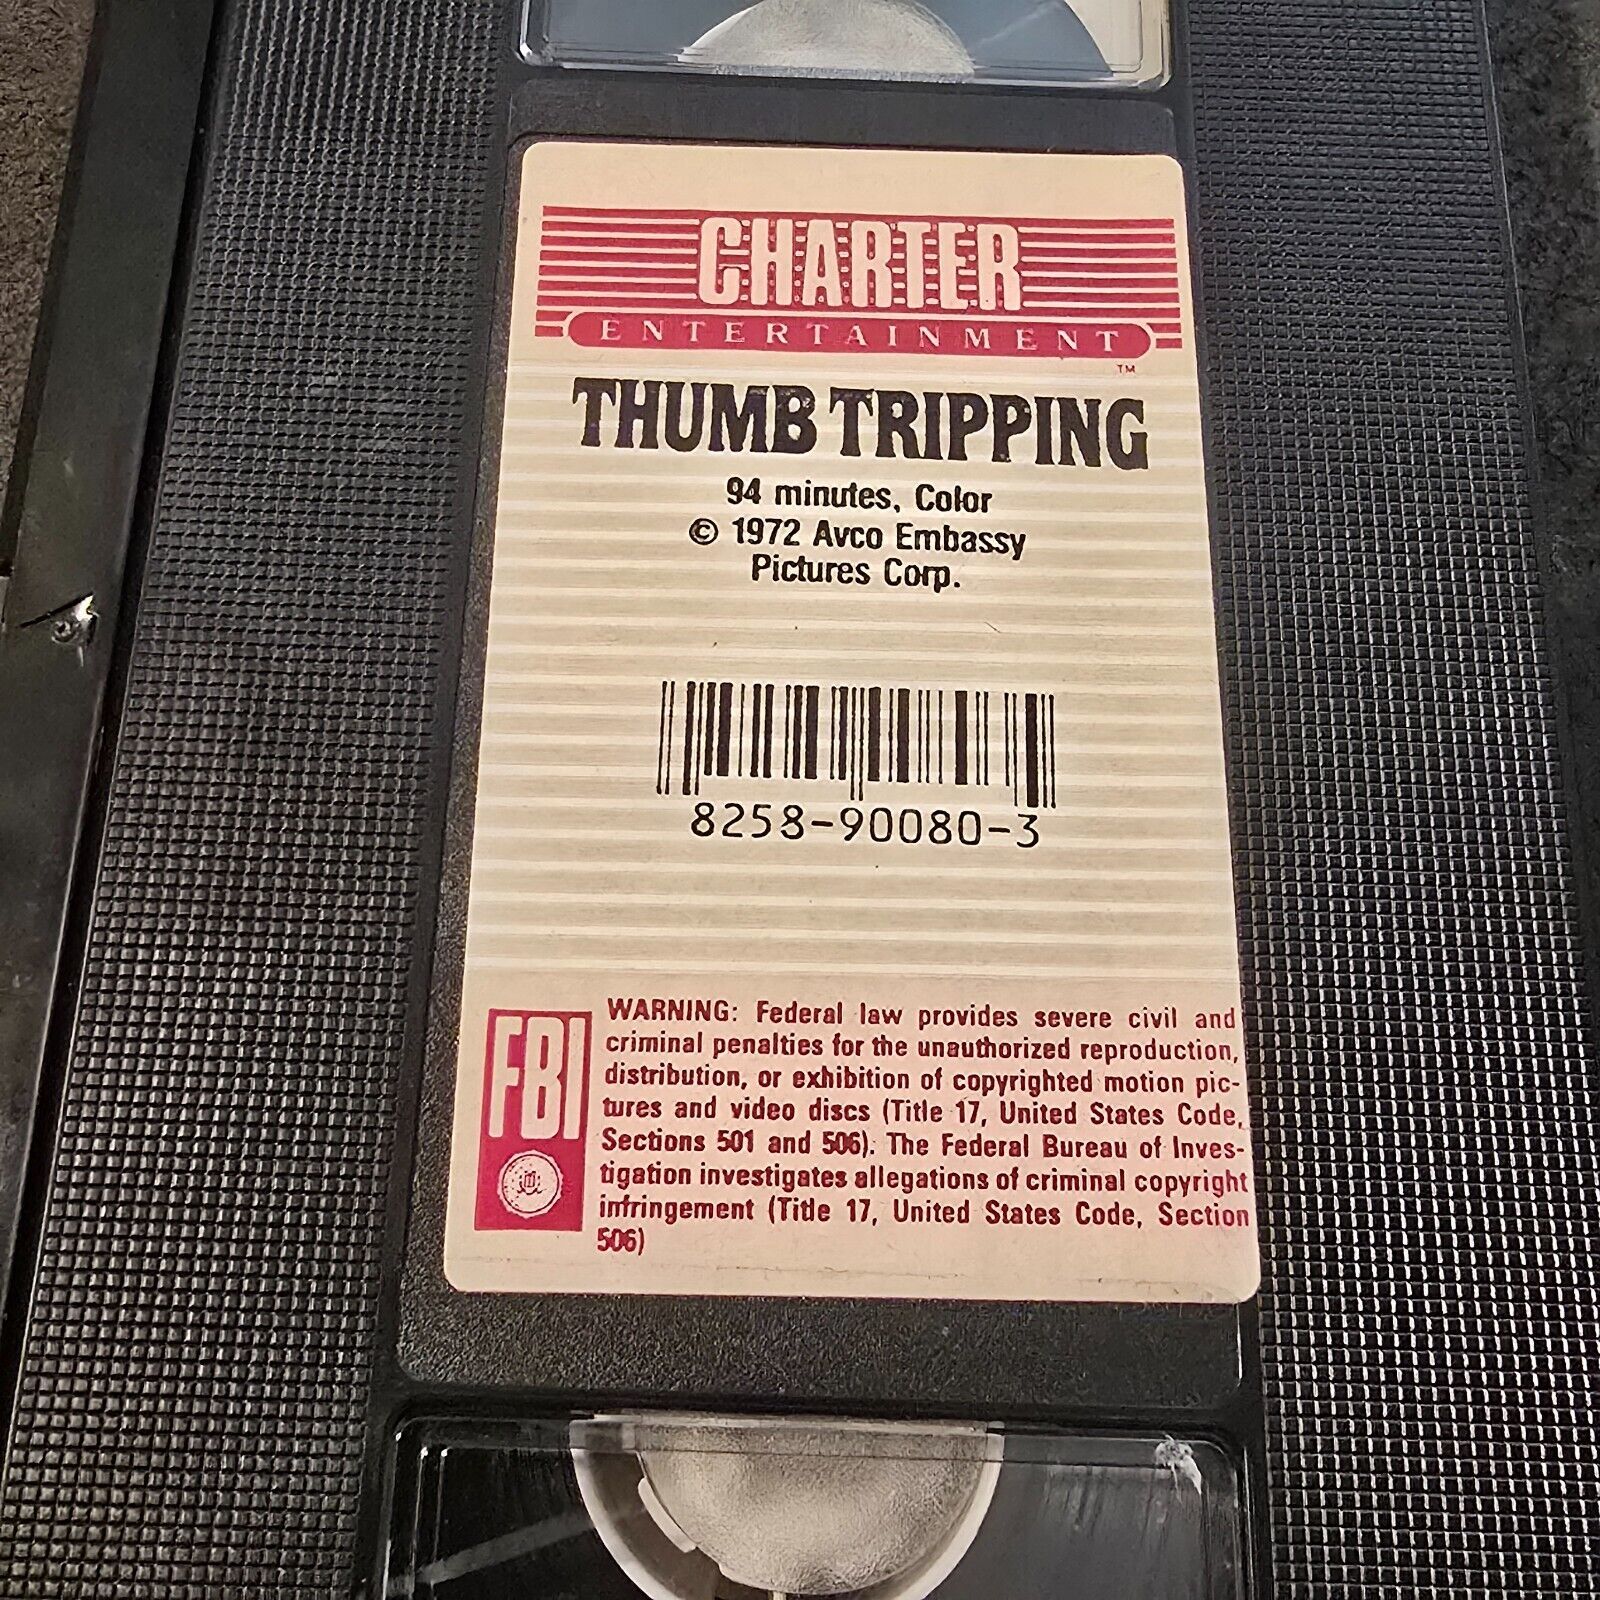 CHARTER
ENTERTAINMENT
TM
THUMB TRIPPING
94 minutes, Color
© 1972 Avco Embassy
Pictures Corp.
8258-90080-3
FBI
WARNING: Federal law provides severe civil and
criminal penalties for the unauthorized reproduction,
distribution, or exhibition of copyrighted motion pic-
tures and video discs (Title 17, United States Code,
Sections 501 and 506). The Federal Bureau of Inves-
tigation investigates allegations of criminal copyright
infringement (Title 17, United States Code, Section
506)